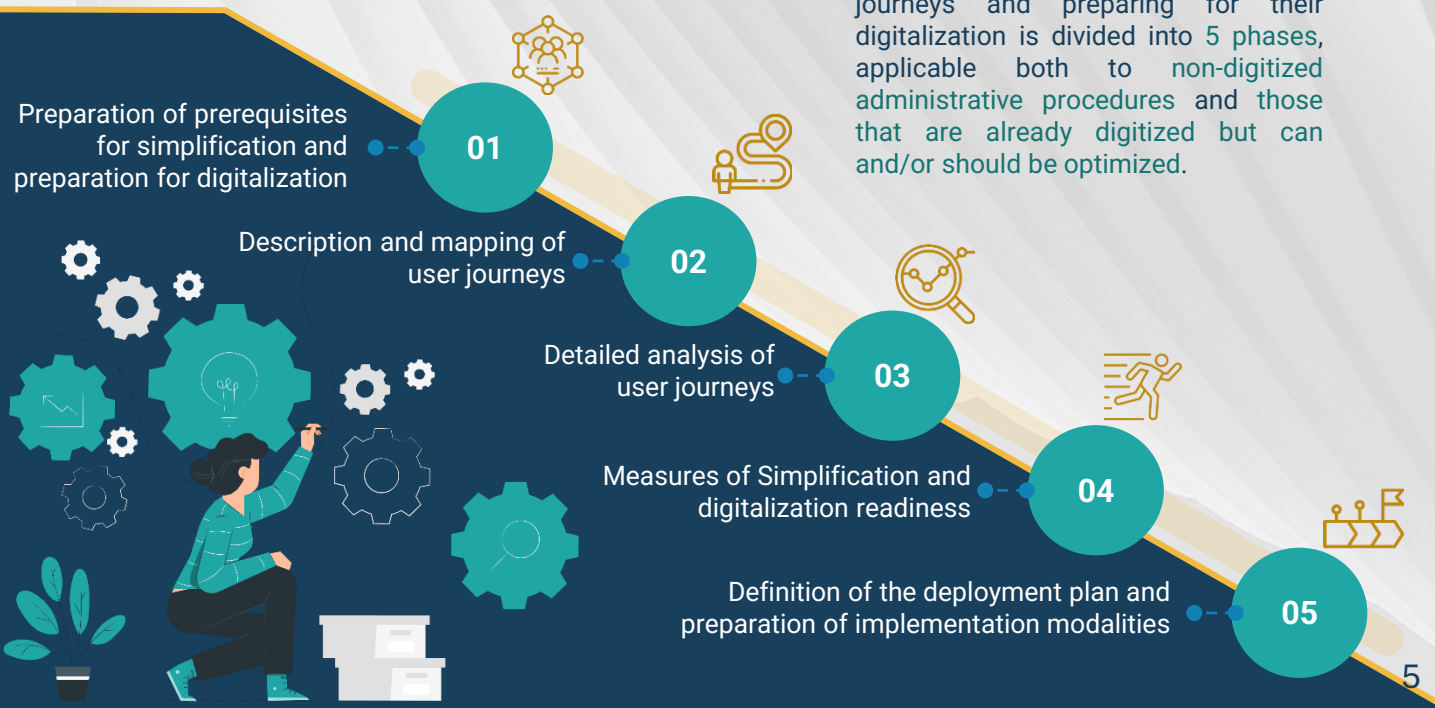 journeys and preparing for their
digitalization is divided into 5 phases,
applicable both to non-digitized
administrative procedures and those
that are already digitized but can
and/or should be optimized.
Preparation of prerequisites
for simplification and
preparation for digitalization
01
Description and mapping of
user journeys
02
Detailed analysis of
user journeys
03
Measures of Simplification and
digitalization readiness
04
Definition of the deployment plan and
preparation of implementation modalities
05
5